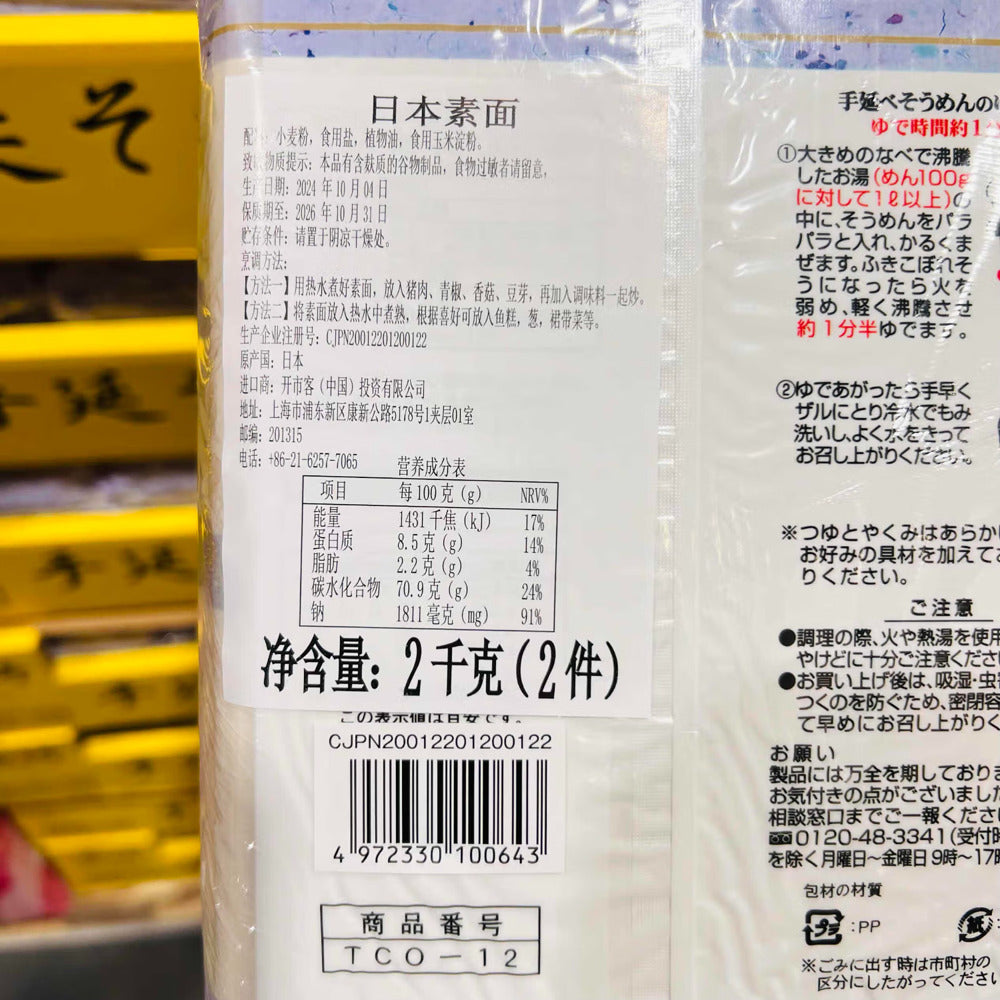 日本素面
配料：小麦粉，食用盐，植物油，食用玉米淀粉。
致敏物质提示：本品有含麸质的谷物制品，食物过敏者请留意，
生产日期：2024 年 10 月 04 日
保质期至：2026 年 10 月 31 日
贮存条件：请置于阴凉干燥处。
烹调方法：
【方法一】用热水煮好素面，放入猪肉、青椒、香菇、豆芽，再加入调味料一起炒。
【方法二】将素面放入热水中煮熟，根据喜好可放入鱼糕，葱，裙带菜等。
生产企业注册号：CJPN20012201200122
原产国：日本
进口商：开市客（中国）投资有限公司
地址：上海市浦东新区康新公路5178号1夹层01室
邮编：201315
电话：+86-21-6257-7065
营养成分表
项目 每100克（g） NRV%
能量 1431千焦（kJ） 17%
蛋白质 8.5克（g） 14%
脂肪 2.2克（g） 4%
碳水化合物 70.9克（g） 24%
钠 1811毫克（mg） 91%
净含量：2千克（2件）
この表示値は目安です。
CJPN20012201200122
4 972330 100643
商品番号
TCO-12
手延べそうめんの
ゆで時間約1分
①大きめのなべで沸騰
したお湯（めん100g
に対して1ℓ以上）の
中に、そうめんをパラ
パラと入れ、かるくま
ぜます。ふきこぼれそ
うになったら火を
弱め、軽く沸騰させ
約1分半ゆでます。
②ゆであがったら手早く
ザルにとり冷水でもみ
洗いし、よく水をきって
お召し上がりください。
※つゆとやくみはあらか
お好みの具材を加えて
りください。
ご注意
●調理の際、火や熱湯を使用
やけどに十分ご注意くださ
●お買い上げ後は、吸湿・虫
つくのを防ぐため、密閉容
て早めにお召し上がりく
お願い
製品には万全を期しておりま
お気付きの点がございました
相談窓口までご一報くださ
0120-48-3341（受付時
を除く月曜日～金曜日9時～17時
包材の材質
プラ :PP
紙
※ごみに出す時は市町村の
区分にしたがってくださ